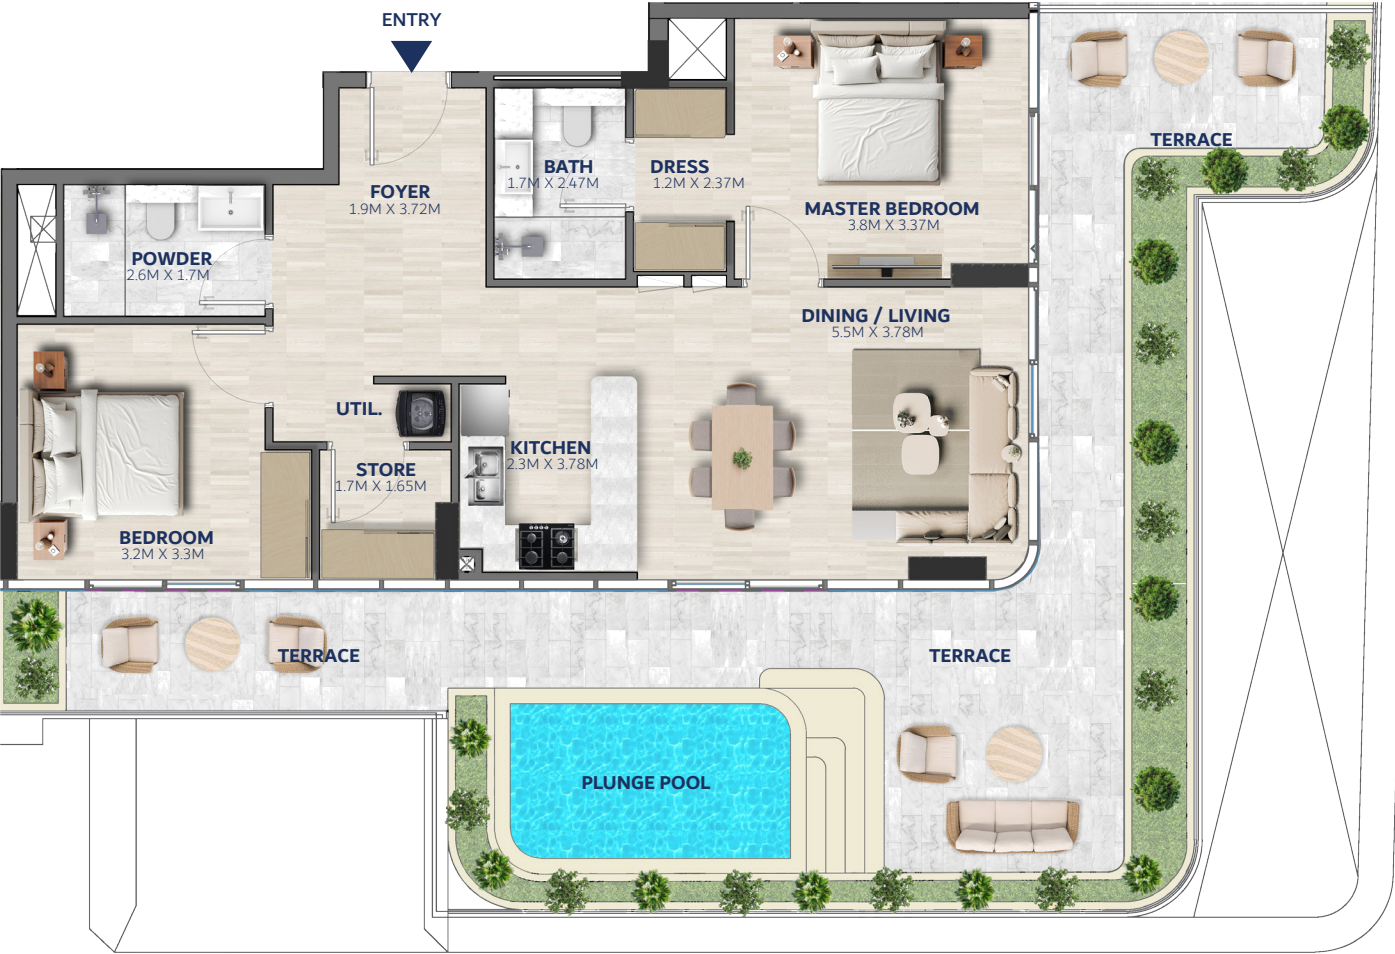 ENTRY
TERRACE
BATH
1.7M X 2.47M
DRESS
1.2M X 2.37M
FOYER
1.9M X 3.72M
MASTER BEDROOM
3.8M X 3.37M
POWDER
2.6M X 1.7M
DINING / LIVING
5.5M X 3.78M
UTIL.
KITCHEN
2.3M X 3.78M
STORE
1.7M X 1.65M
BEDROOM
3.2M X 3.3M
TERRACE
TERRACE
PLUNGE POOL